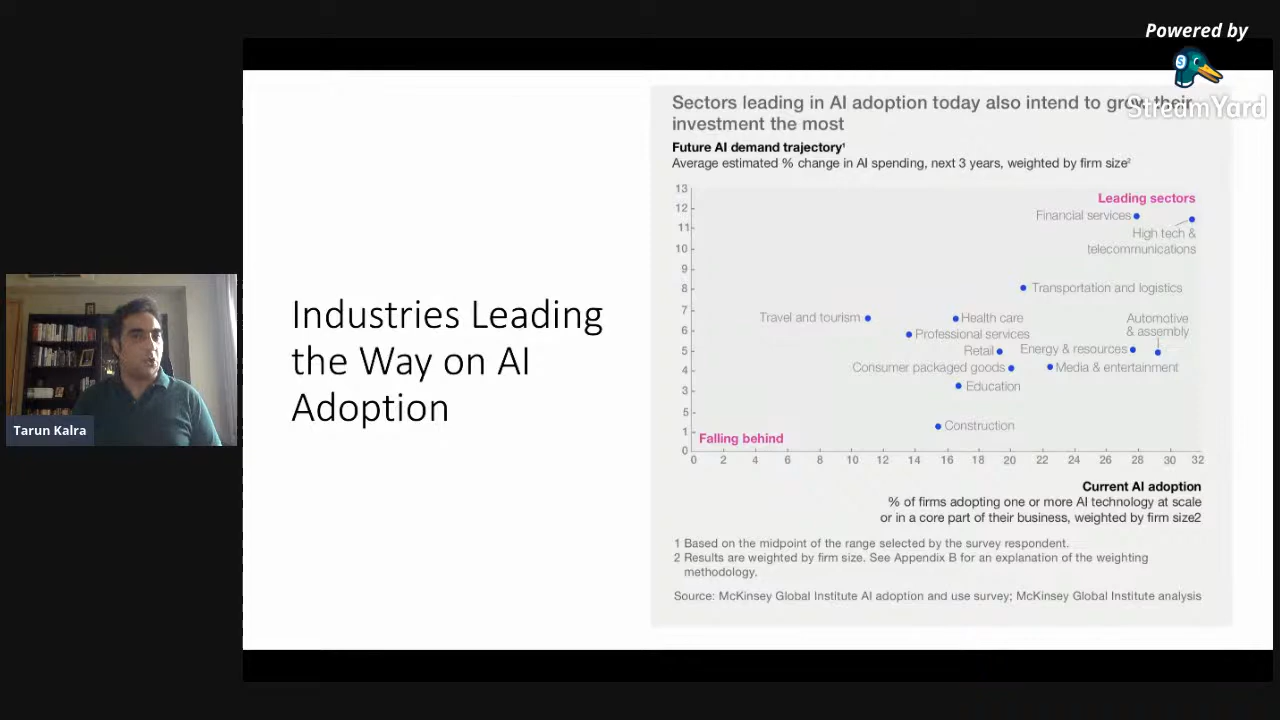 Powered by
StreamYard
Tarun Kalra
Industries Leading
the Way on AI
Adoption
Sectors leading in AI adoption today also intend to grow their
investment the most
Future AI demand trajectory¹
Average estimated % change in AI spending, next 3 years, weighted by firm size²
13
12
11
10
9
8
7
6
5
4
3
5
1
0
Leading sectors
Financial services
High tech &
telecommunications
Transportation and logistics
Travel and tourism
Health care
Automotive
& assembly
Professional services
Retail
Energy & resources
Consumer packaged goods
Media & entertainment
Education
Construction
Falling behind
0 2 4 6 8 10 12 14 16 18 20 22 24 26 28 30 32
Current AI adoption
% of firms adopting one or more AI technology at scale
or in a core part of their business, weighted by firm size2
1 Based on the midpoint of the range selected by the survey respondent.
2 Results are weighted by firm size. See Appendix B for an explanation of the weighting
methodology.
Source: McKinsey Global Institute AI adoption and use survey; McKinsey Global Institute analysis